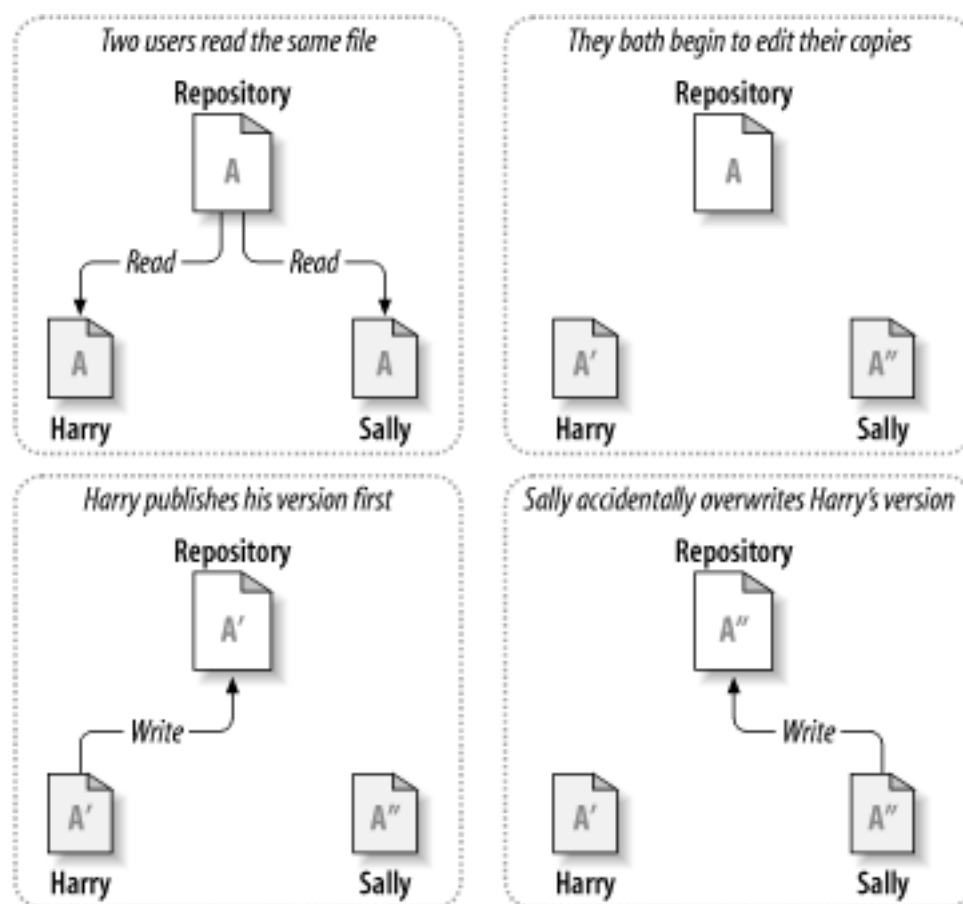 Two users read the same file
Repository
A
Read
Read
A
A
Harry
Sally
They both begin to edit their copies
Repository
A
A′
A″
Harry
Sally
Harry publishes his version first
Repository
A′
Write
A′
A″
Harry
Sally
Sally accidentally overwrites Harry’s version
Repository
A″
Write
A′
A″
Harry
Sally